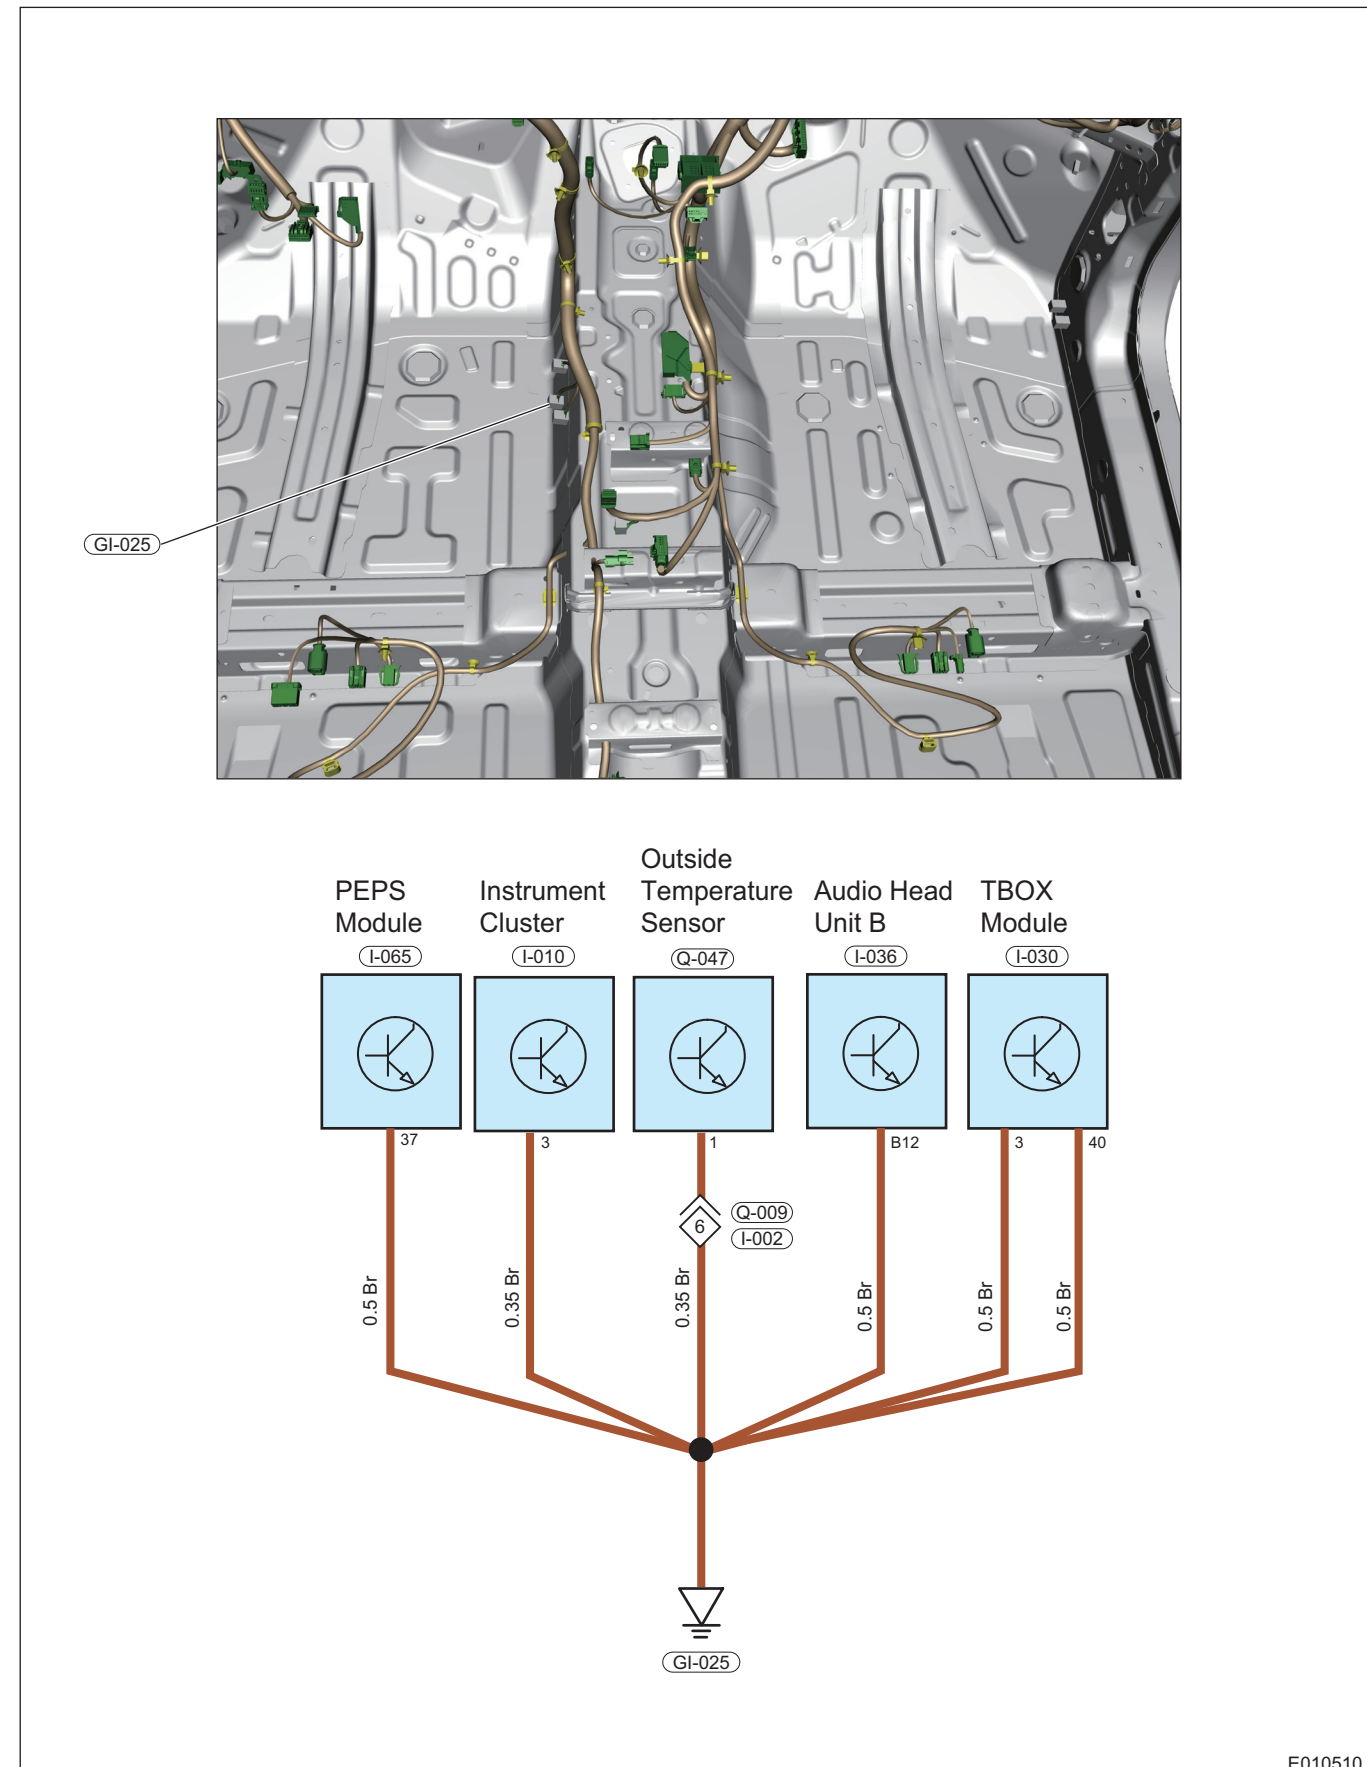 GI-025
PEPS
Module
I-065
Instrument
Cluster
I-010
Outside
Temperature
Sensor
Q-047
Audio Head
Unit B
I-036
TBOX
Module
I-030
37
3
1
B12
3
40
6
Q-009
I-002
0.5 Br
0.35 Br
0.35 Br
0.5 Br
0.5 Br
0.5 Br
GI-025
E010510